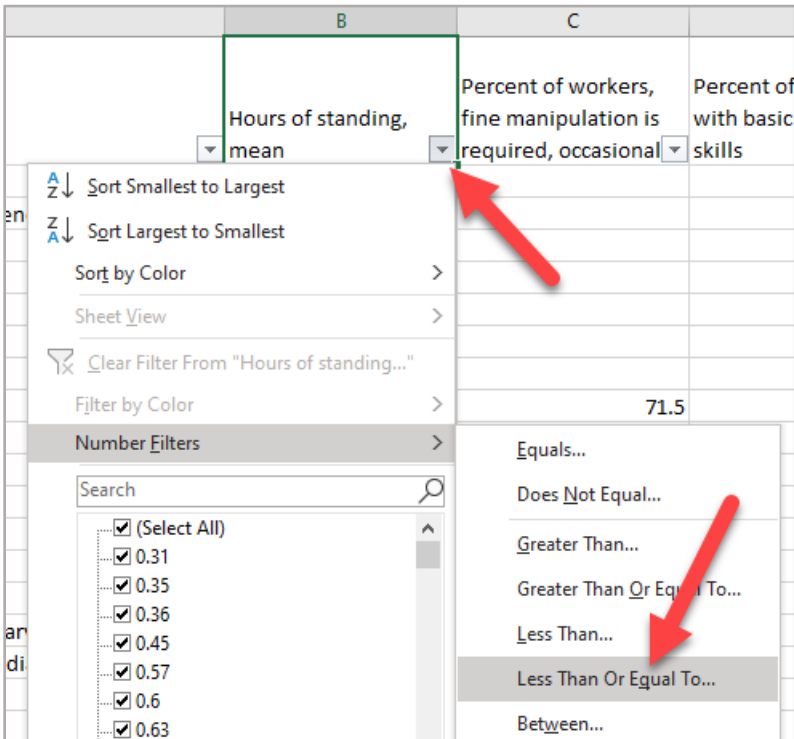 B
C
Hours of standing,
mean
Percent of workers,
fine manipulation is
required, occasional
Percent of
with basic
skills
A
Z
Sort Smallest to Largest
Z
A
Sort Largest to Smallest
Sort by Color
Sheet View
Clear Filter From "Hours of standing..."
Filter by Color
71.5
Number Filters
Search
(Select All)
0.31
0.35
0.36
0.45
0.57
0.6
0.63
Equals...
Does Not Equal...
Greater Than...
Greater Than Or Equal To...
Less Than...
Less Than Or Equal To...
Between...